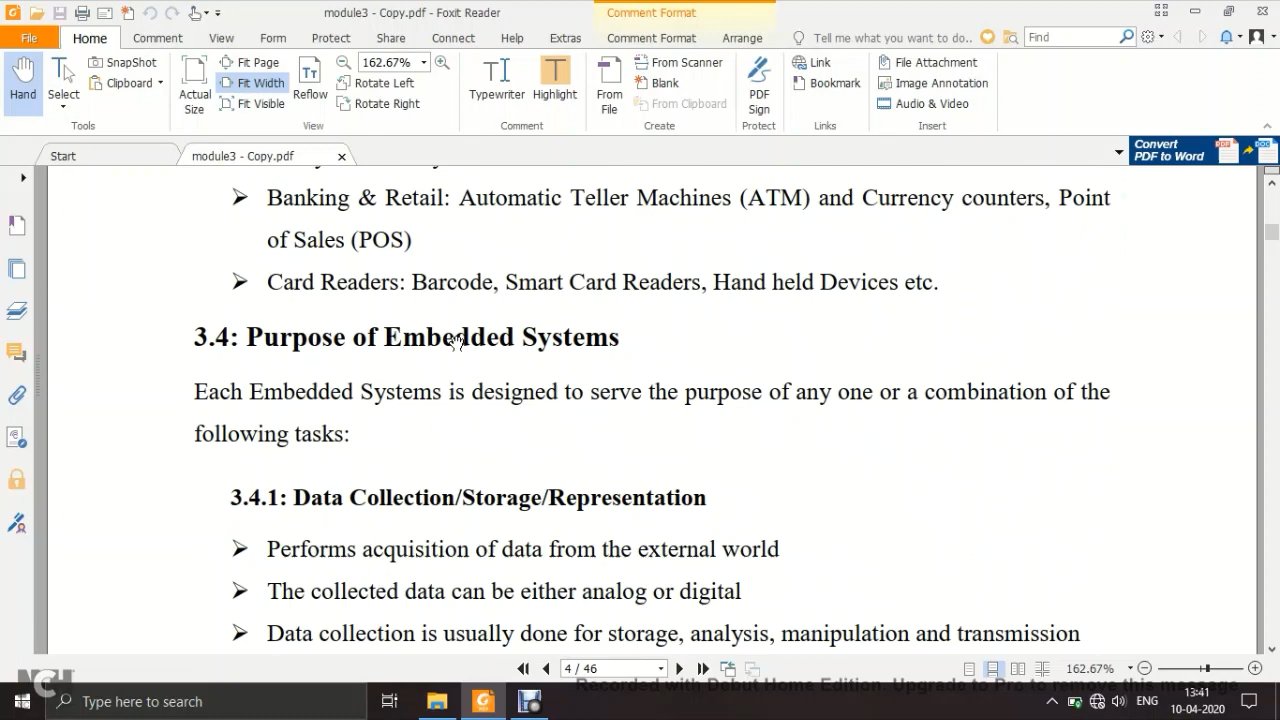 module3 - Copy.pdf - Foxit Reader
Comment Format
File Home Comment View Form Protect Share Connect Help Extras Comment Format Arrange Tell me what you want to do.. Find
Hand
Select
SnapShot
Clipboard
Tools
Actual Size
Fit Page
Fit Width
Fit Visible
Reflow
162.67%
Rotate Left
Rotate Right
View
Typewriter
Highlight
Comment
From File
From Scanner
Blank
From Clipboard
Create
PDF Sign
Protect
Link
Bookmark
Links
File Attachment
Image Annotation
Audio & Video
Insert
Start
module3 - Copy.pdf
Convert
PDF to Word
Banking & Retail: Automatic Teller Machines (ATM) and Currency counters, Point
of Sales (POS)
Card Readers: Barcode, Smart Card Readers, Hand held Devices etc.
3.4: Purpose of Embedded Systems
Each Embedded Systems is designed to serve the purpose of any one or a combination of the
following tasks:
3.4.1: Data Collection/Storage/Representation
Performs acquisition of data from the external world
The collected data can be either analog or digital
Data collection is usually done for storage, analysis, manipulation and transmission
4 / 46
162.67%
NCH
Recorded with Debut Home Edition. Upgrade to Pro to remove this message
Type here to search
ENG
13:41
10-04-2020